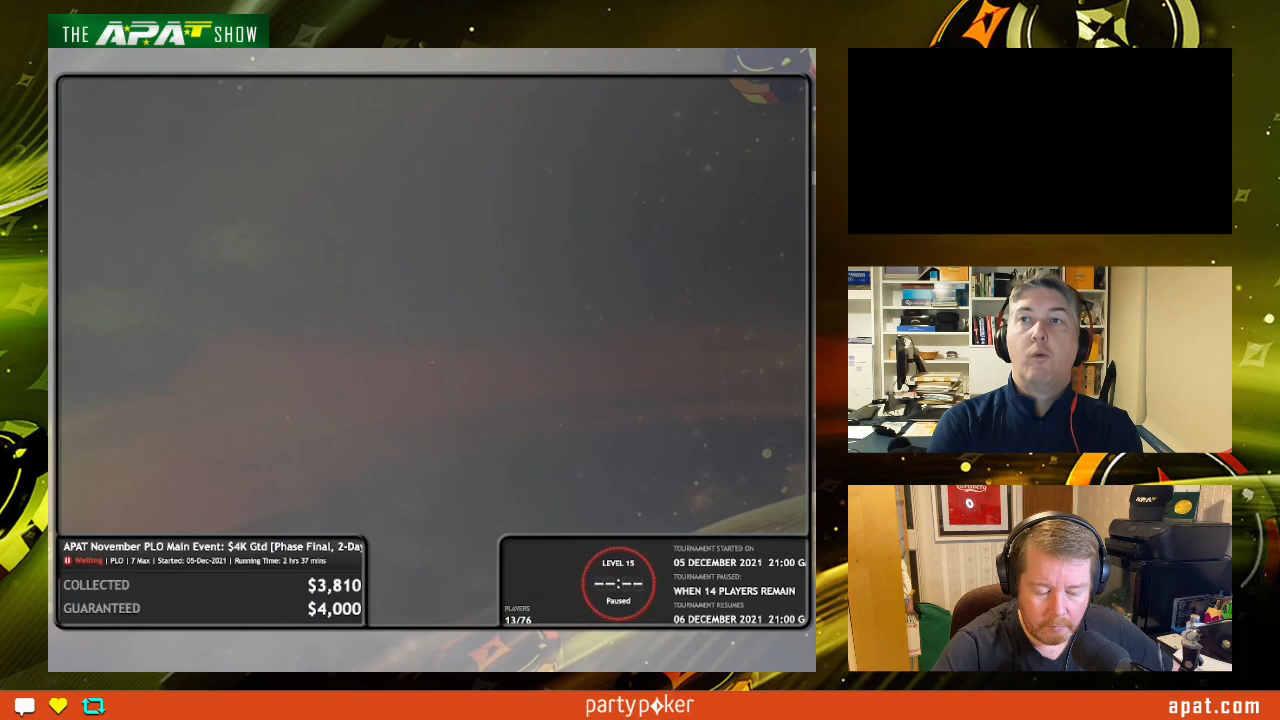 THE APAT SHOW
APAT November PLO Main Event: $4K Gtd [Phase Final, 2-Day
Waiting | PLO | 7 Max | Started: 05-Dec-2021 | Running Time: 2 hrs 37 mins
COLLECTED $3,810
GUARANTEED $4,000
PLAYERS
13/76
LEVEL 15
--:--
Paused
TOURNAMENT STARTED ON
05 DECEMBER 2021 21:00 G
TOURNAMENT PAUSED:
WHEN 14 PLAYERS REMAIN
TOURNAMENT RESUMES
06 DECEMBER 2021 21:00 G
Carlsberg
APAT
partypoker
apat.com